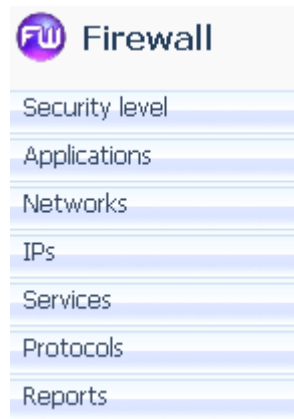 FW Firewall
Security level
Applications
Networks
IPs
Services
Protocols
Reports